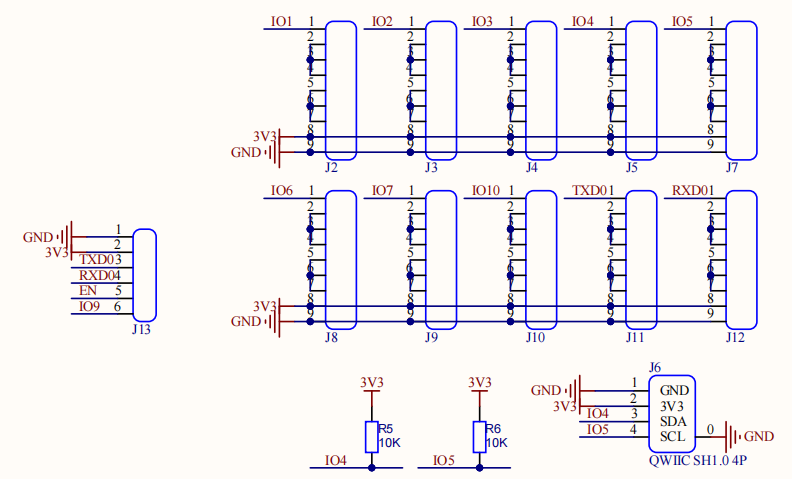 IO1 1 IO2 1 IO3 1 IO4 1 IO5 1
2 2 2 2 2
3 3 3 3 3
4 4 4 4 4
5 5 5 5 5
6 6 6 6 6
7 7 7 7 7
3V3 8 8 8 8 8
GND 9 9 9 9 9
J2 J3 J4 J5 J7
IO6 1 IO7 1 IO10 1 TXD0 1 RXD0 1
2 2 2 2 2
3 3 3 3 3
4 4 4 4 4
5 5 5 5 5
6 6 6 6 6
7 7 7 7 7
3V3 8 8 8 8 8
GND 9 9 9 9 9
J8 J9 J10 J11 J12
GND 1
3V3 2
TXD0 3
RXD0 4
EN 5
IO9 6
J13
3V3
R5
10K
IO4
3V3
R6
10K
IO5
J6
GND 1 GND
3V3 2 3V3
IO4 3 SDA
IO5 4 SCL 0 GND
QWIIC SH1.0 4P